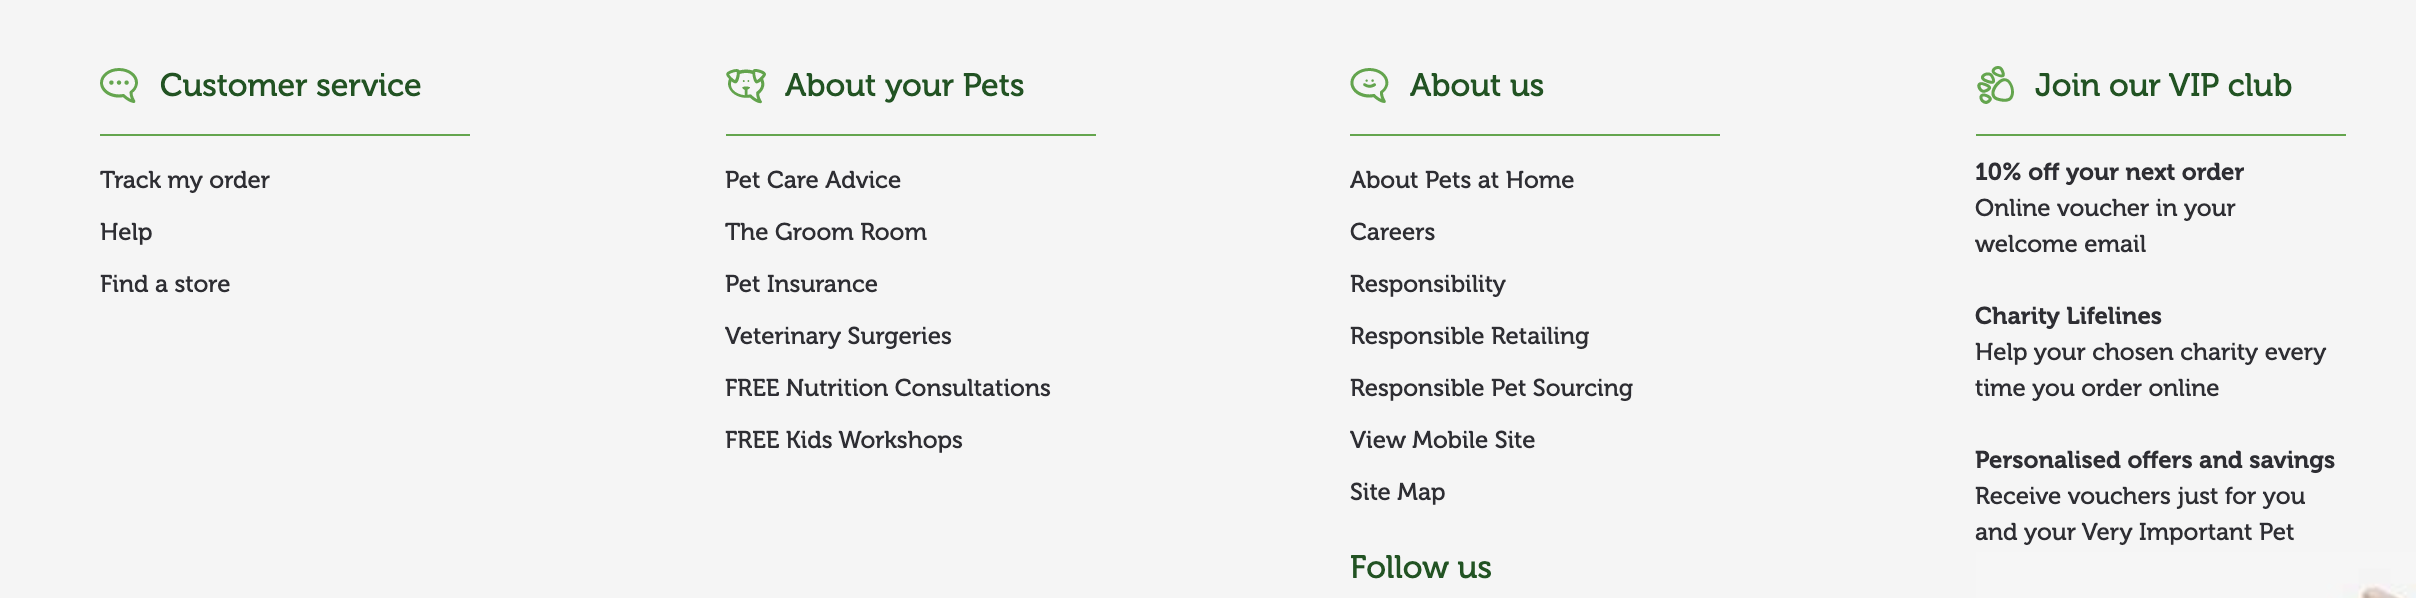 Customer service
Track my order
Help
Find a store
About your Pets
Pet Care Advice
The Groom Room
Pet Insurance
Veterinary Surgeries
FREE Nutrition Consultations
FREE Kids Workshops
About us
About Pets at Home
Careers
Responsibility
Responsible Retailing
Responsible Pet Sourcing
View Mobile Site
Site Map
Follow us
Join our VIP club
10% off your next order
Online voucher in your
welcome email
Charity Lifelines
Help your chosen charity every
time you order online
Personalised offers and savings
Receive vouchers just for you
and your Very Important Pet